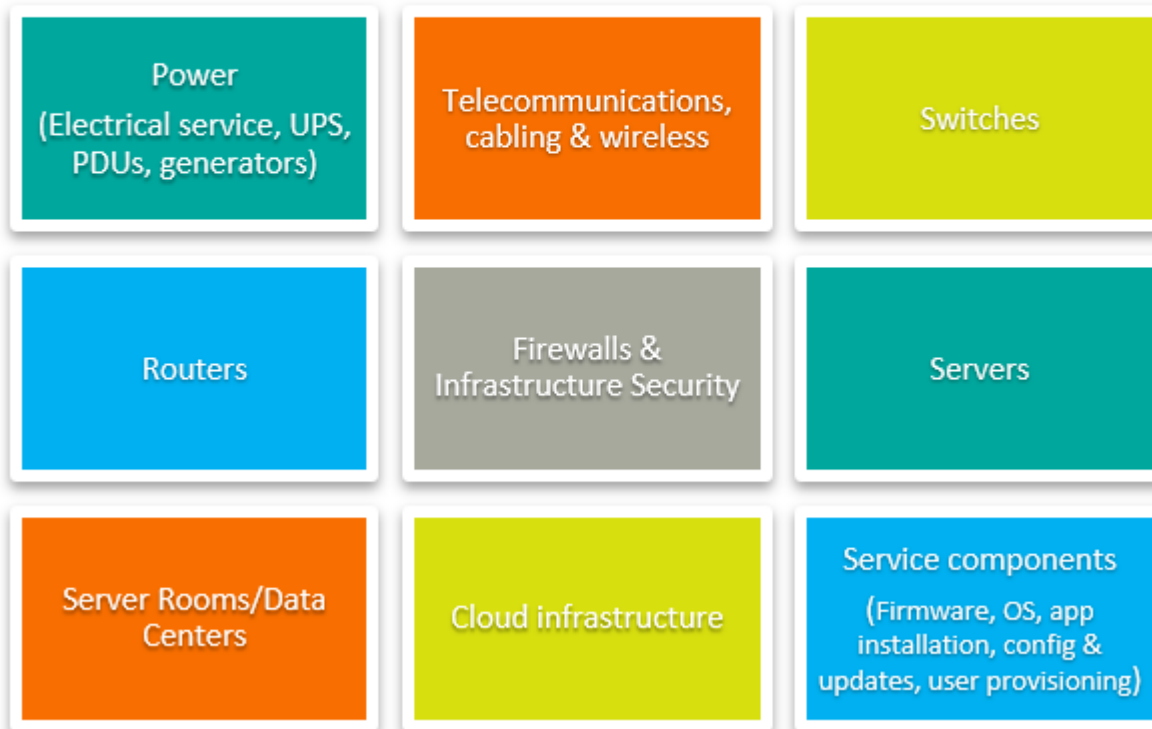 Power
(Electrical service, UPS,
PDUs, generators)
Telecommunications,
cabling & wireless
Switches
Routers
Firewalls &
Infrastructure Security
Servers
Server Rooms/Data
Centers
Cloud infrastructure
Service components
(Firmware, OS, app
installation, config &
updates, user provisioning)